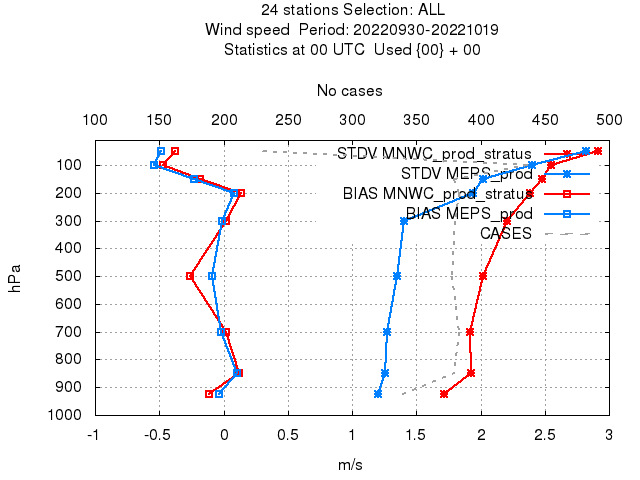 24 stations Selection: ALL
Wind speed  Period: 20220930-20221019
Statistics at 00 UTC  Used {00} + 00
No cases
100 150 200 250 300 350 400 450 500
STDV MNWC_prod_stratus
STDV MEPS_prod
BIAS MNWC_prod_stratus
BIAS MEPS_prod
CASES
hPa
100
200
300
400
500
600
700
800
900
1000
-1 -0.5 0 0.5 1 1.5 2 2.5 3
m/s